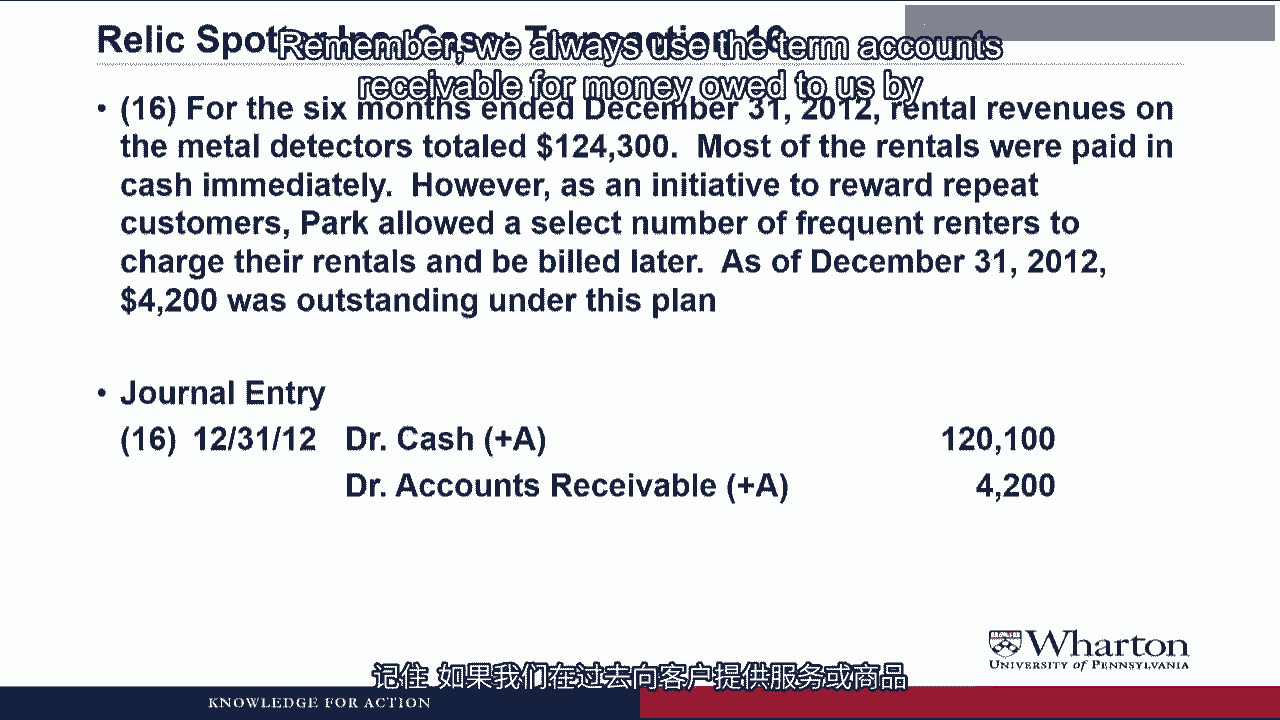 Relic Spotter Inc. Case: Transaction 16
Remember, we always use the term accounts
receivable for money owed to us by
• (16) For the six months ended December 31, 2012, rental revenues on
the metal detectors totaled $124,300. Most of the rentals were paid in
cash immediately. However, as an initiative to reward repeat
customers, Park allowed a select number of frequent renters to
charge their rentals and be billed later. As of December 31, 2012,
$4,200 was outstanding under this plan
• Journal Entry
(16) 12/31/12 Dr. Cash (+A) 120,100
Dr. Accounts Receivable (+A) 4,200
Wharton
UNIVERSITY of PENNSYLVANIA
记住 如果我们在过去向客户提供服务或商品
KNOWLEDGE FOR ACTION